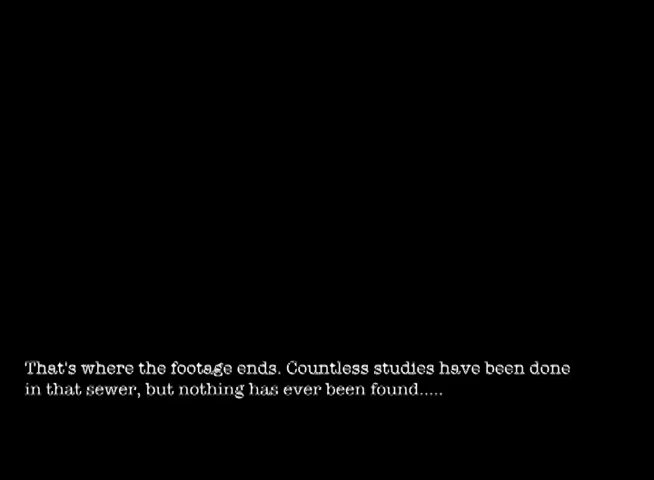 That's where the footage ends. Countless studies have been done
in that sewer, but nothing has ever been found.....